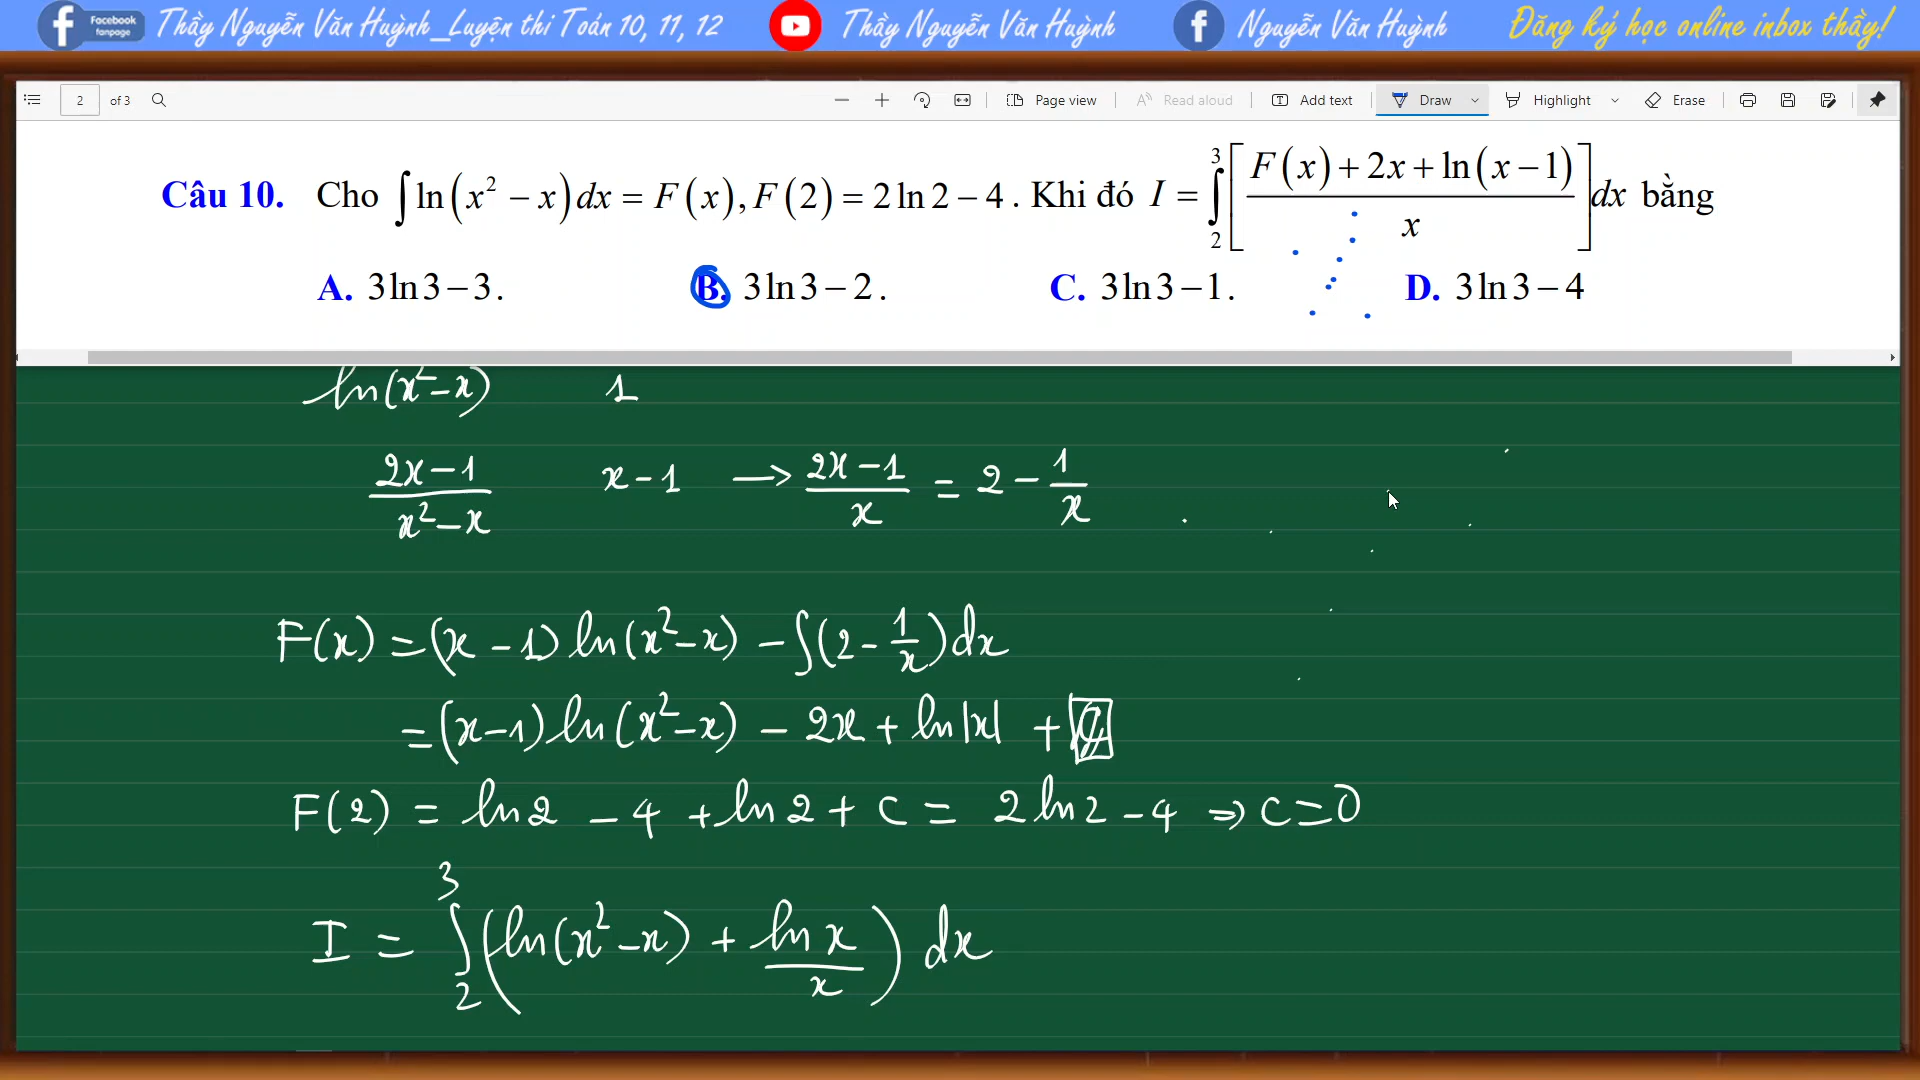 Facebook fanpage Thầy Nguyễn Văn Huỳnh_Luyện thi Toán 10, 11, 12 Thầy Nguyễn Văn Huỳnh f Nguyễn Văn Huỳnh Đăng ký học online inbox thầy!
2 of 3 Page view Read aloud Add text Draw Highlight Erase
Câu 10. Cho ∫ln(x² − x)dx = F(x), F(2) = 2ln2 − 4. Khi đó I = ∫₂³[(F(x) + 2x + ln(x − 1))/x]dx bằng
A. 3ln3 − 3. B. 3ln3 − 2. C. 3ln3 − 1. D. 3ln3 − 4
ln(x² − x) 1
(2x − 1)/(x² − x) x − 1 → (2x − 1)/x = 2 − 1/x
F(x) = (x − 1) ln(x² − x) − ∫(2 − 1/x)dx
= (x − 1) ln(x² − x) − 2x + ln|x| + C
F(2) = ln2 − 4 + ln2 + C = 2ln2 − 4 ⇒ C = 0
I = ∫₂³(ln(x² − x) + ln x/x) dx